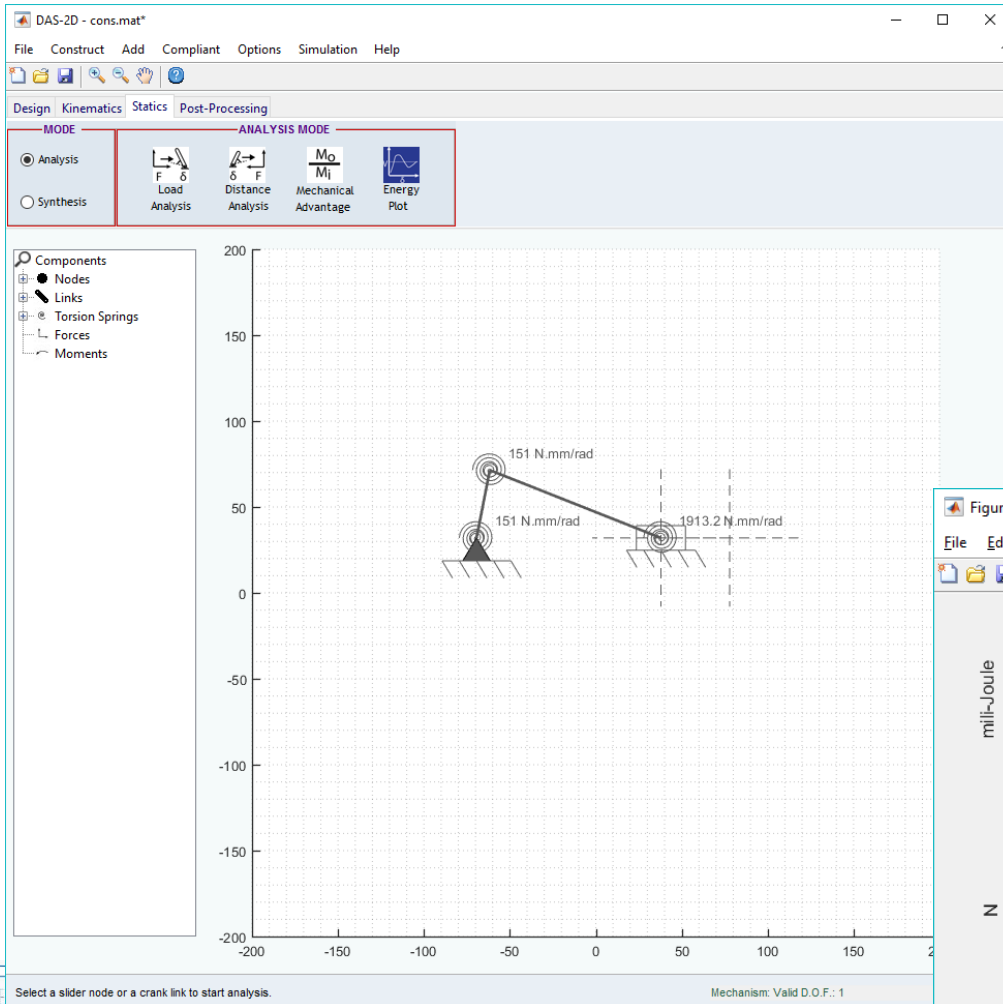 DAS-2D - cons.mat*
File Construct Add Compliant Options Simulation Help
Design Kinematics Statics Post-Processing
MODE
Analysis
Synthesis
ANALYSIS MODE
F δ
Load
Analysis
δ F
Distance
Analysis
Mo
Mi
Mechanical
Advantage
Energy
Plot
Components
Nodes
Links
Torsion Springs
Forces
Moments
200
150
100
50
0
-50
-100
-150
-200
151 N.mm/rad
151 N.mm/rad
1913.2 N.mm/rad
-200 -150 -100 -50 0 50 100 150
Select a slider node or a crank link to start analysis.
Mechanism: Valid D.O.F.: 1
Figur
File Ed
mili-Joule
N